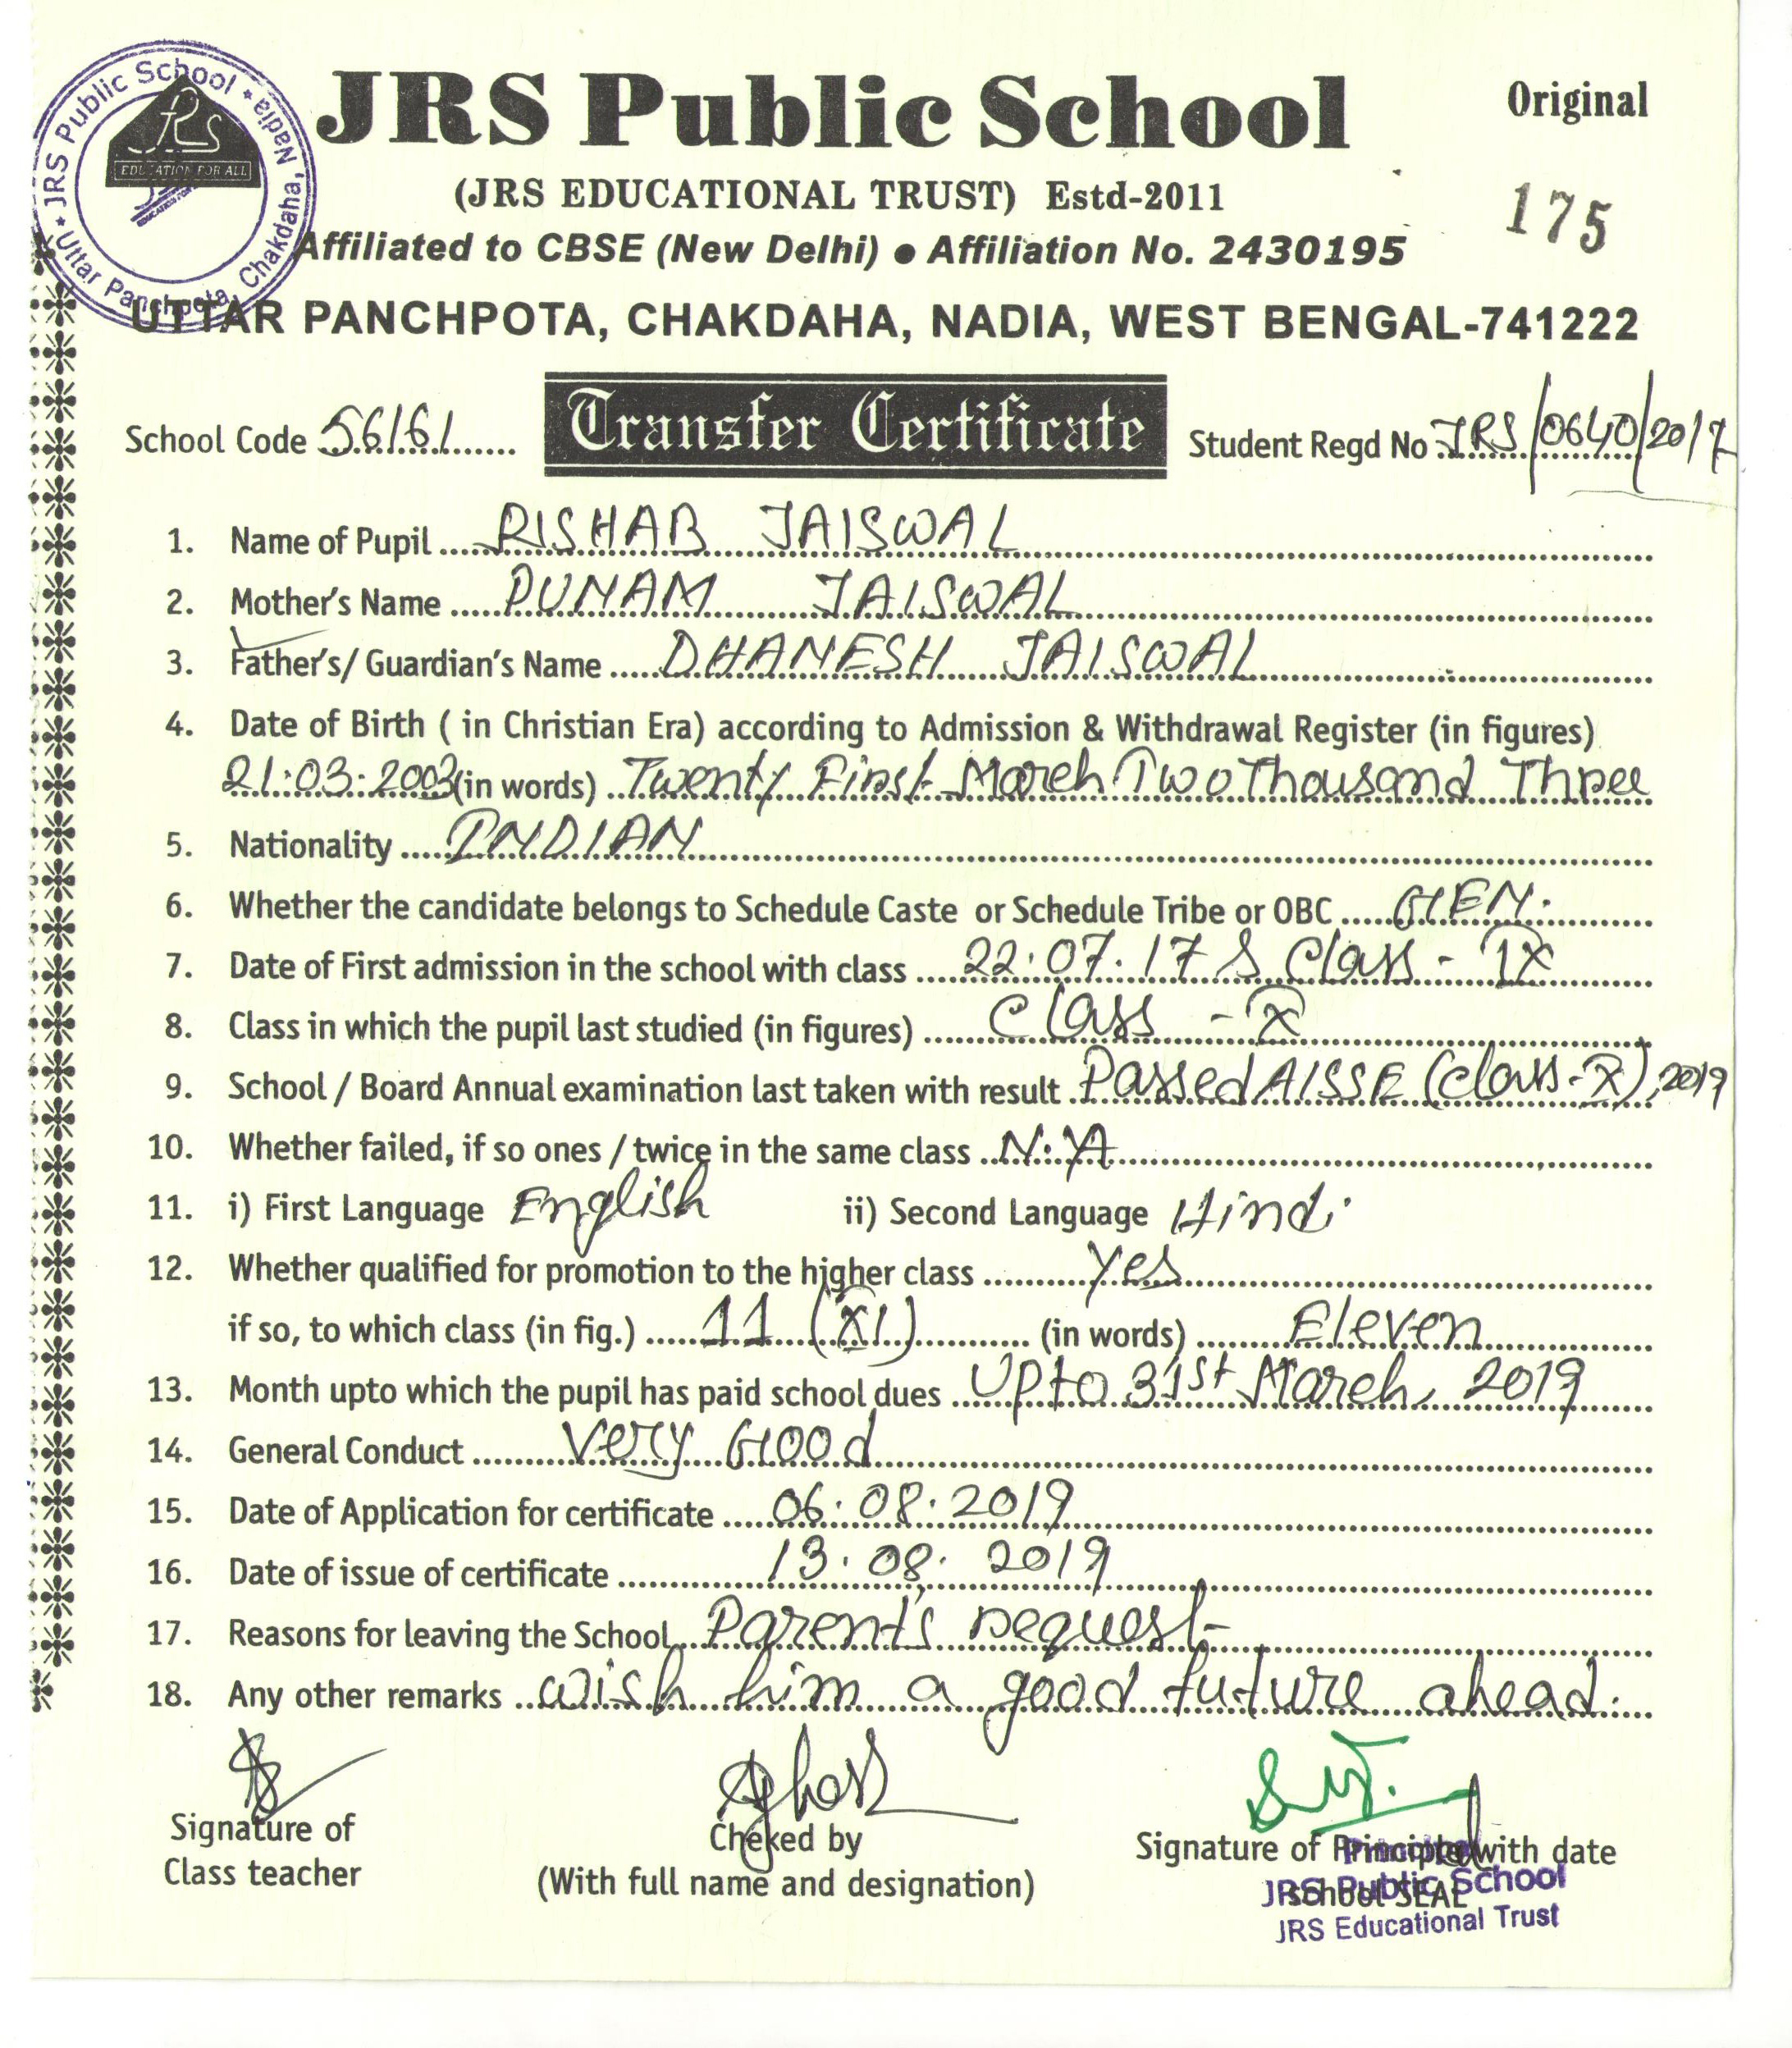 JRS Public School
Original
(JRS EDUCATIONAL TRUST) Estd-2011
175
Affiliated to CBSE (New Delhi) ● Affiliation No. 2430195
UTTAR PANCHPOTA, CHAKDAHA, NADIA, WEST BENGAL-741222
JRS
EDUCATION FOR ALL
★ JRS Public School ★ Uttar Panchpota, Chakdaha, Nadia
Transfer Certificate
School Code 56161 Student Regd No JRS/0640/2017
1. Name of Pupil RISHAB JAISWAL
2. Mother's Name PUNAM JAISWAL
3. Father's/ Guardian's Name DHANESH JAISWAL
4. Date of Birth ( in Christian Era) according to Admission & Withdrawal Register (in figures)
21:03:2003 (in words) Twenty First March Two Thousand Three
5. Nationality INDIAN
6. Whether the candidate belongs to Schedule Caste or Schedule Tribe or OBC GEN.
7. Date of First admission in the school with class 22.07.17 & Class - IX
8. Class in which the pupil last studied (in figures) Class - X
9. School / Board Annual examination last taken with result Passed AISSE (Class-X), 2019
10. Whether failed, if so ones / twice in the same class N.A
11. i) First Language English ii) Second Language Hindi
12. Whether qualified for promotion to the higher class Yes
if so, to which class (in fig.) 11 (XI) (in words) Eleven
13. Month upto which the pupil has paid school dues Upto 31st March, 2019
14. General Conduct Very Good
15. Date of Application for certificate 06.08.2019
16. Date of issue of certificate 13.08.2019
17. Reasons for leaving the School Parent's request
18. Any other remarks wish him a good future ahead.
Signature of
Class teacher
Cheked by
(With full name and designation)
Signature of Principal with date
school SEAL
Principal
JRS Public School
JRS Educational Trust